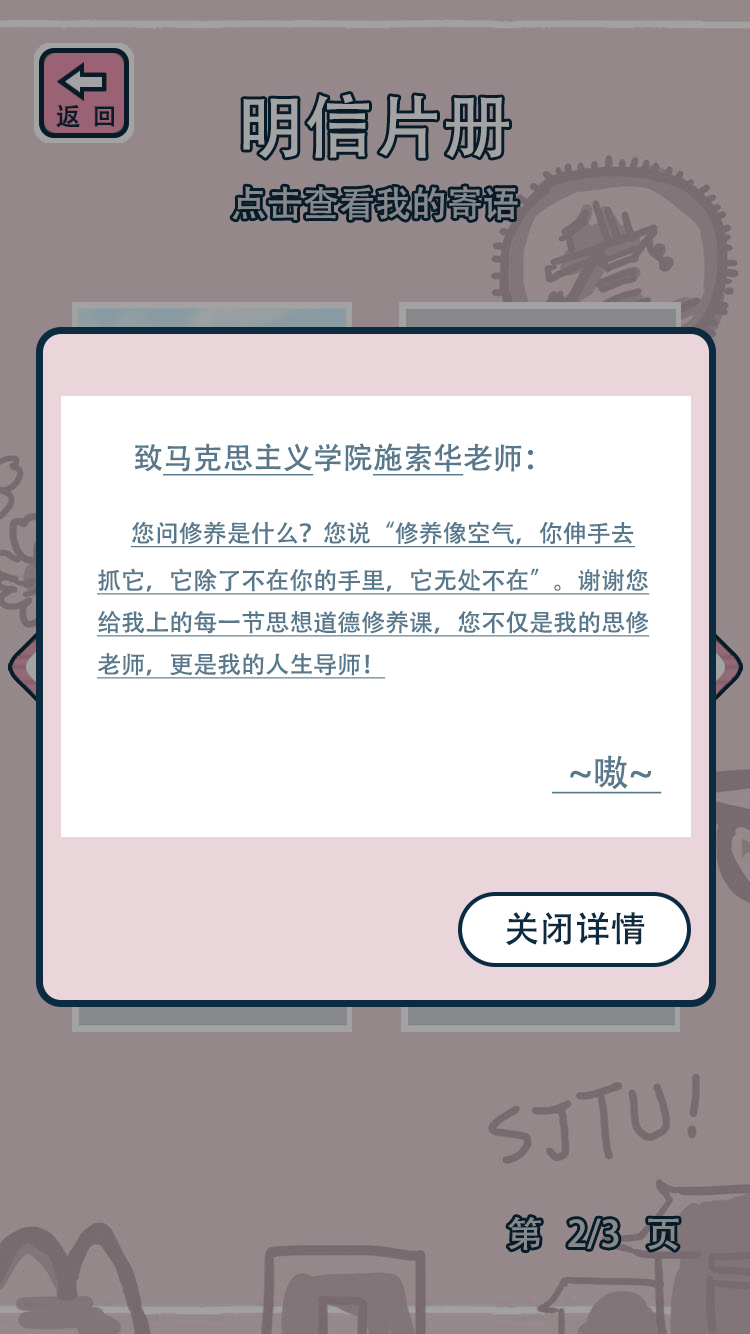 返 回
明信片册
点击查看我的寄语
致马克思主义学院施索华老师：
您问修养是什么？您说“修养像空气，你伸手去
抓它，它除了不在你的手里，它无处不在”。谢谢您
给我上的每一节思想道德修养课，您不仅是我的思修
老师，更是我的人生导师！
~嗷~
关闭详情
SJTU!
第 2/3 页